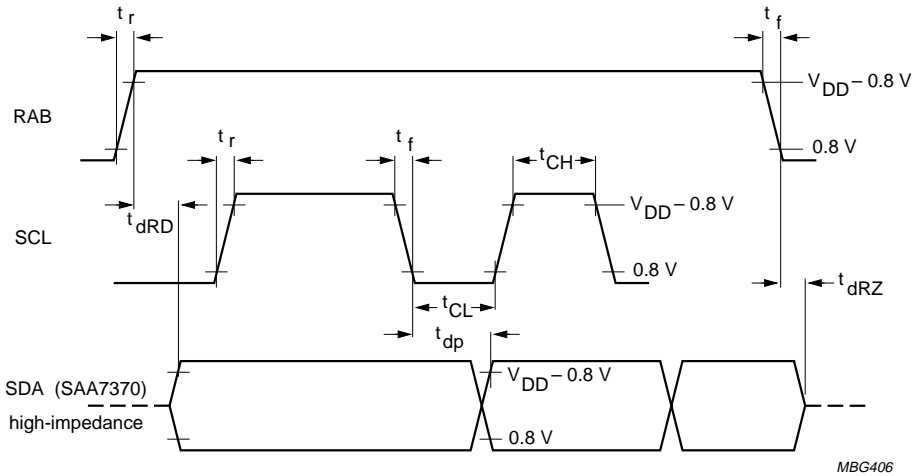 t r
t f
V DD – 0.8 V
RAB
0.8 V
t r
t f
t CH
t dRD
V DD – 0.8 V
SCL
0.8 V
t dRZ
t CL
t dp
SDA (SAA7370)
V DD – 0.8 V
high-impedance
0.8 V
MBG406